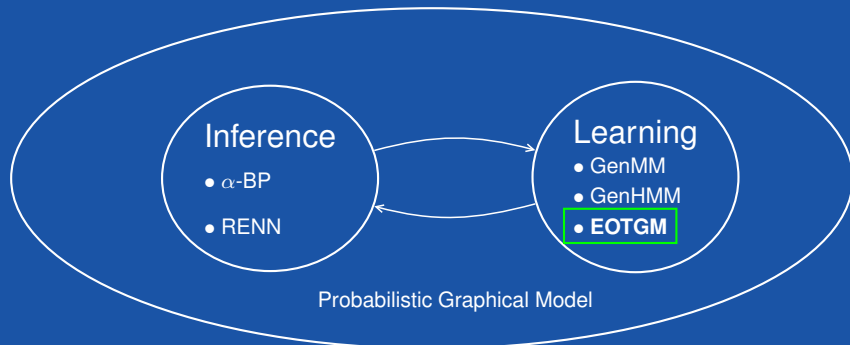 Inference
• α-BP
• RENN
Learning
• GenMM
• GenHMM
• EOTGM
Probabilistic Graphical Model